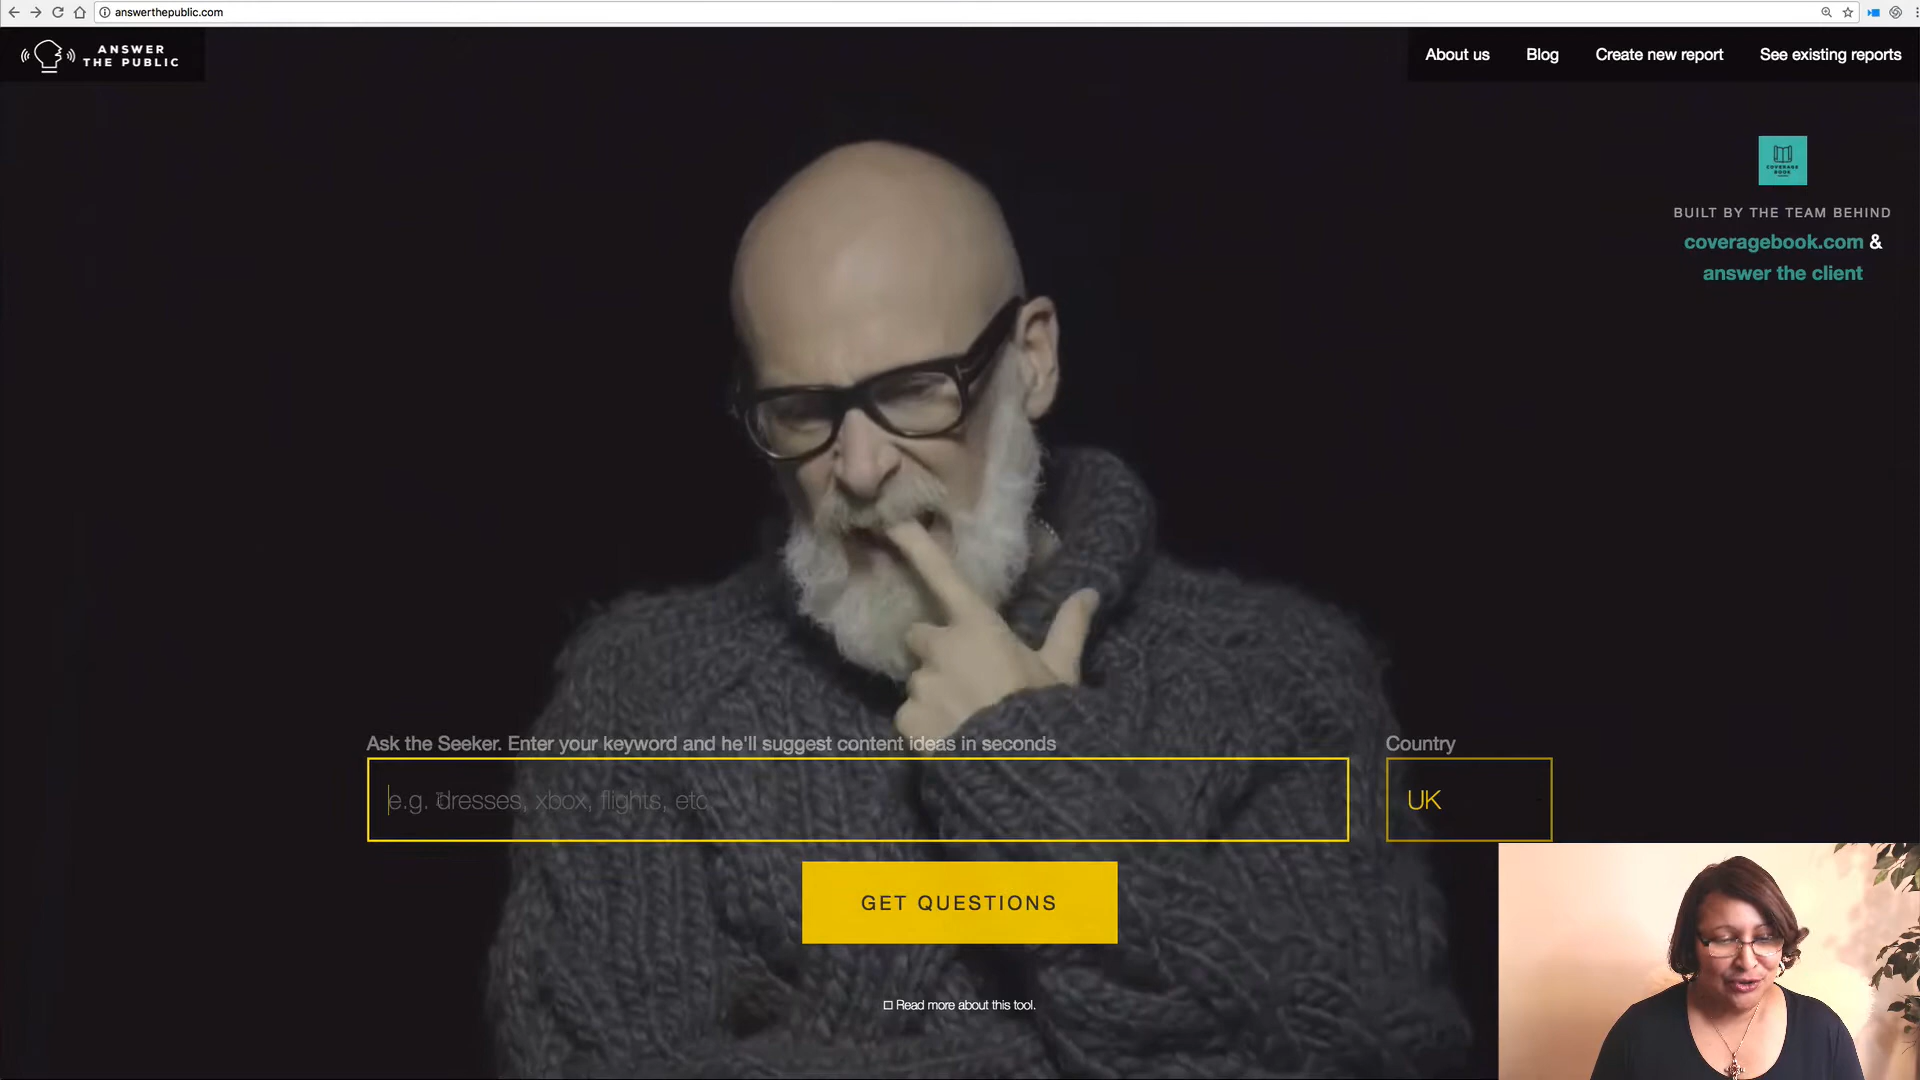 answerthepublic.com
ANSWER
THE PUBLIC
About us
Blog
Create new report
See existing reports
COVERAGE
BOOK
BUILT BY THE TEAM BEHIND
coveragebook.com &
answer the client
Ask the Seeker. Enter your keyword and he'll suggest content ideas in seconds
Country
e.g. dresses, xbox, flights, etc
UK
GET QUESTIONS
Read more about this tool.